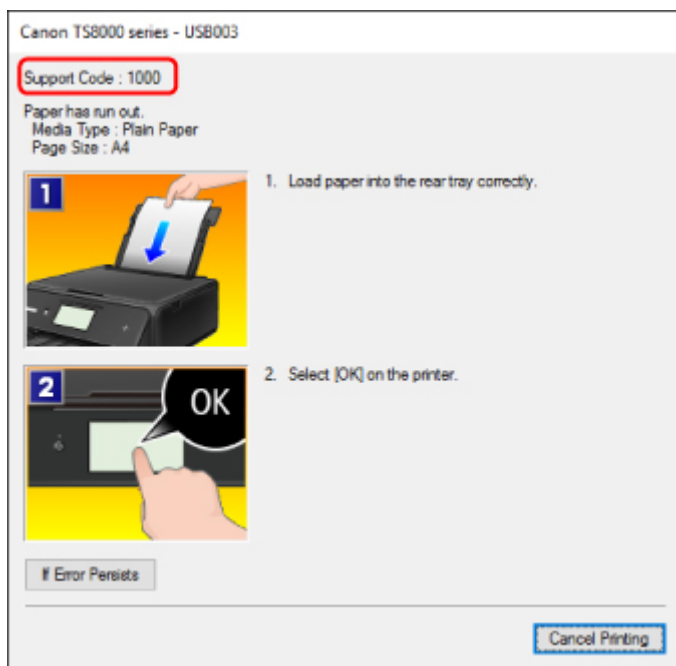 Canon TS8000 series - USB003
Support Code : 1000
Paper has run out.
Media Type : Plain Paper
Page Size : A4
1
1. Load paper into the rear tray correctly.
2
OK
2. Select [OK] on the printer.
If Error Persists
Cancel Printing